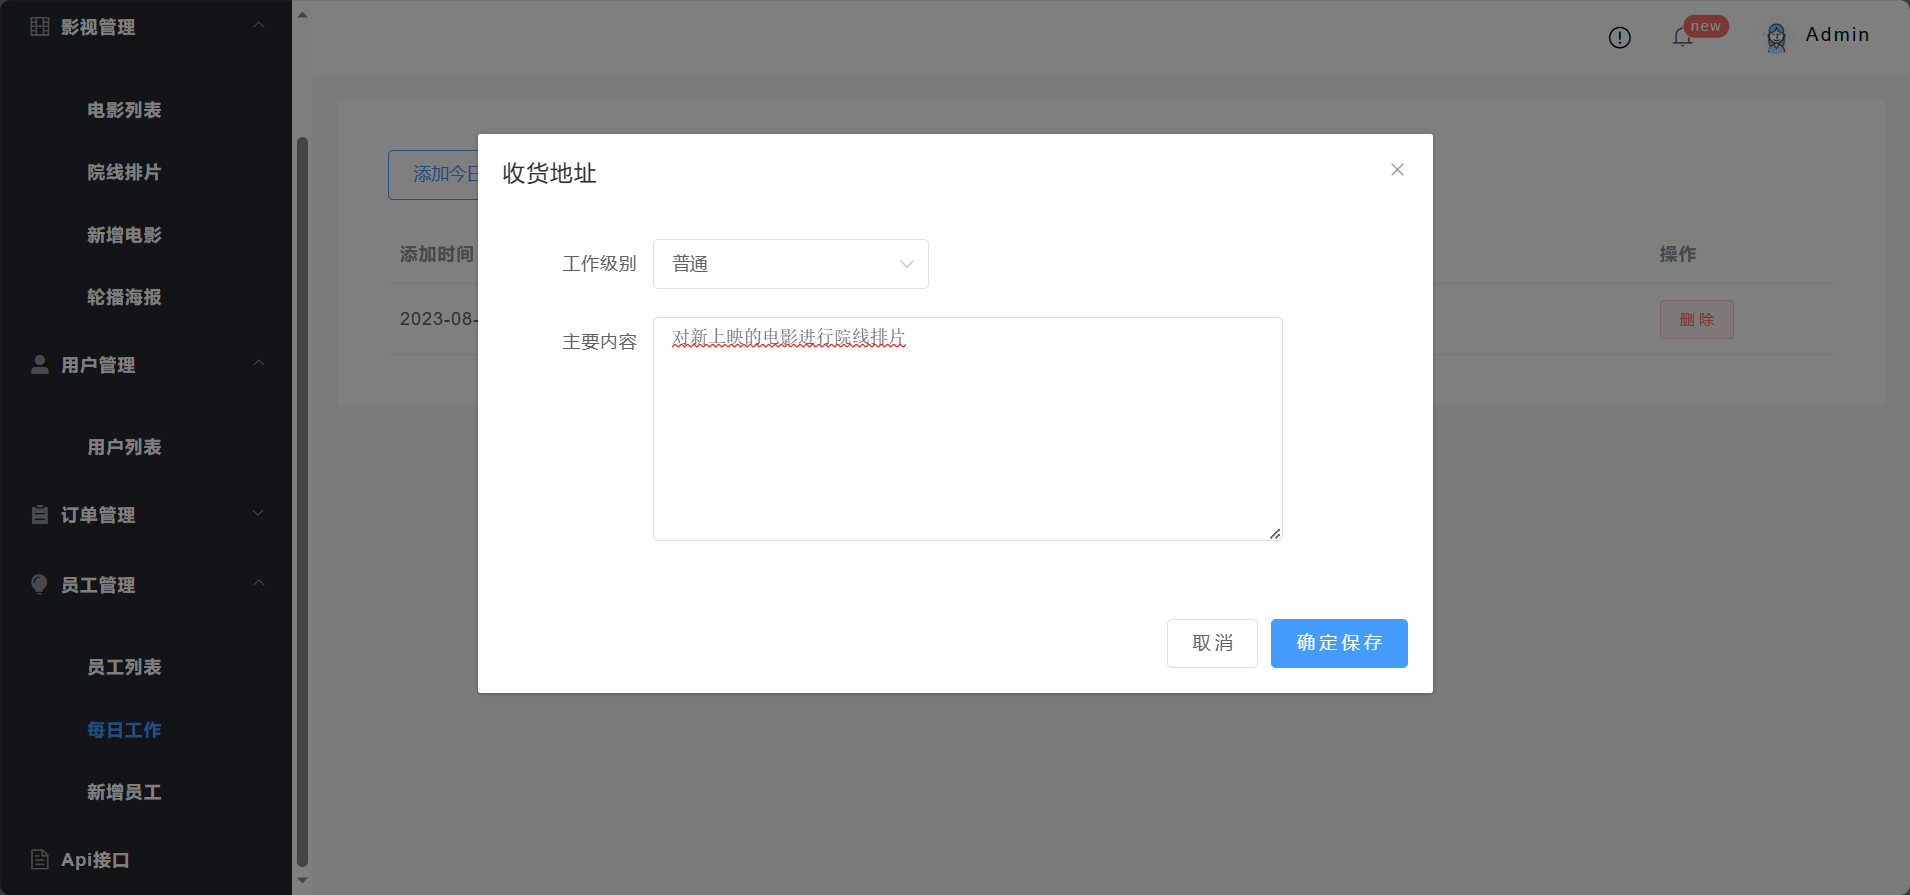 影视管理
电影列表
院线排片
新增电影
轮播海报
用户管理
用户列表
订单管理
员工管理
员工列表
每日工作
新增员工
Api接口
new
Admin
添加今日
添加时间
操作
2023-08-
删除
收货地址
工作级别
普通
主要内容
对新上映的电影进行院线排片
取消
确定保存